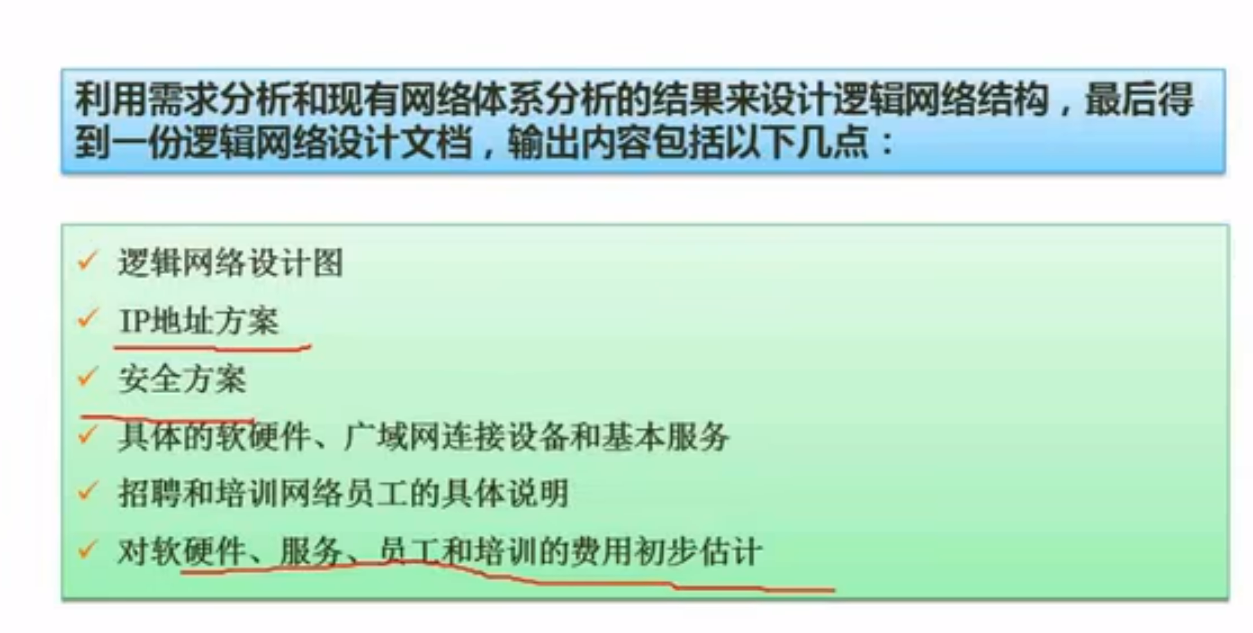 利用需求分析和现有网络体系分析的结果来设计逻辑网络结构，最后得
到一份逻辑网络设计文档，输出内容包括以下几点：
✓ 逻辑网络设计图
✓ IP地址方案
✓ 安全方案
✓ 具体的软硬件、广域网连接设备和基本服务
✓ 招聘和培训网络员工的具体说明
✓ 对软硬件、服务、员工和培训的费用初步估计